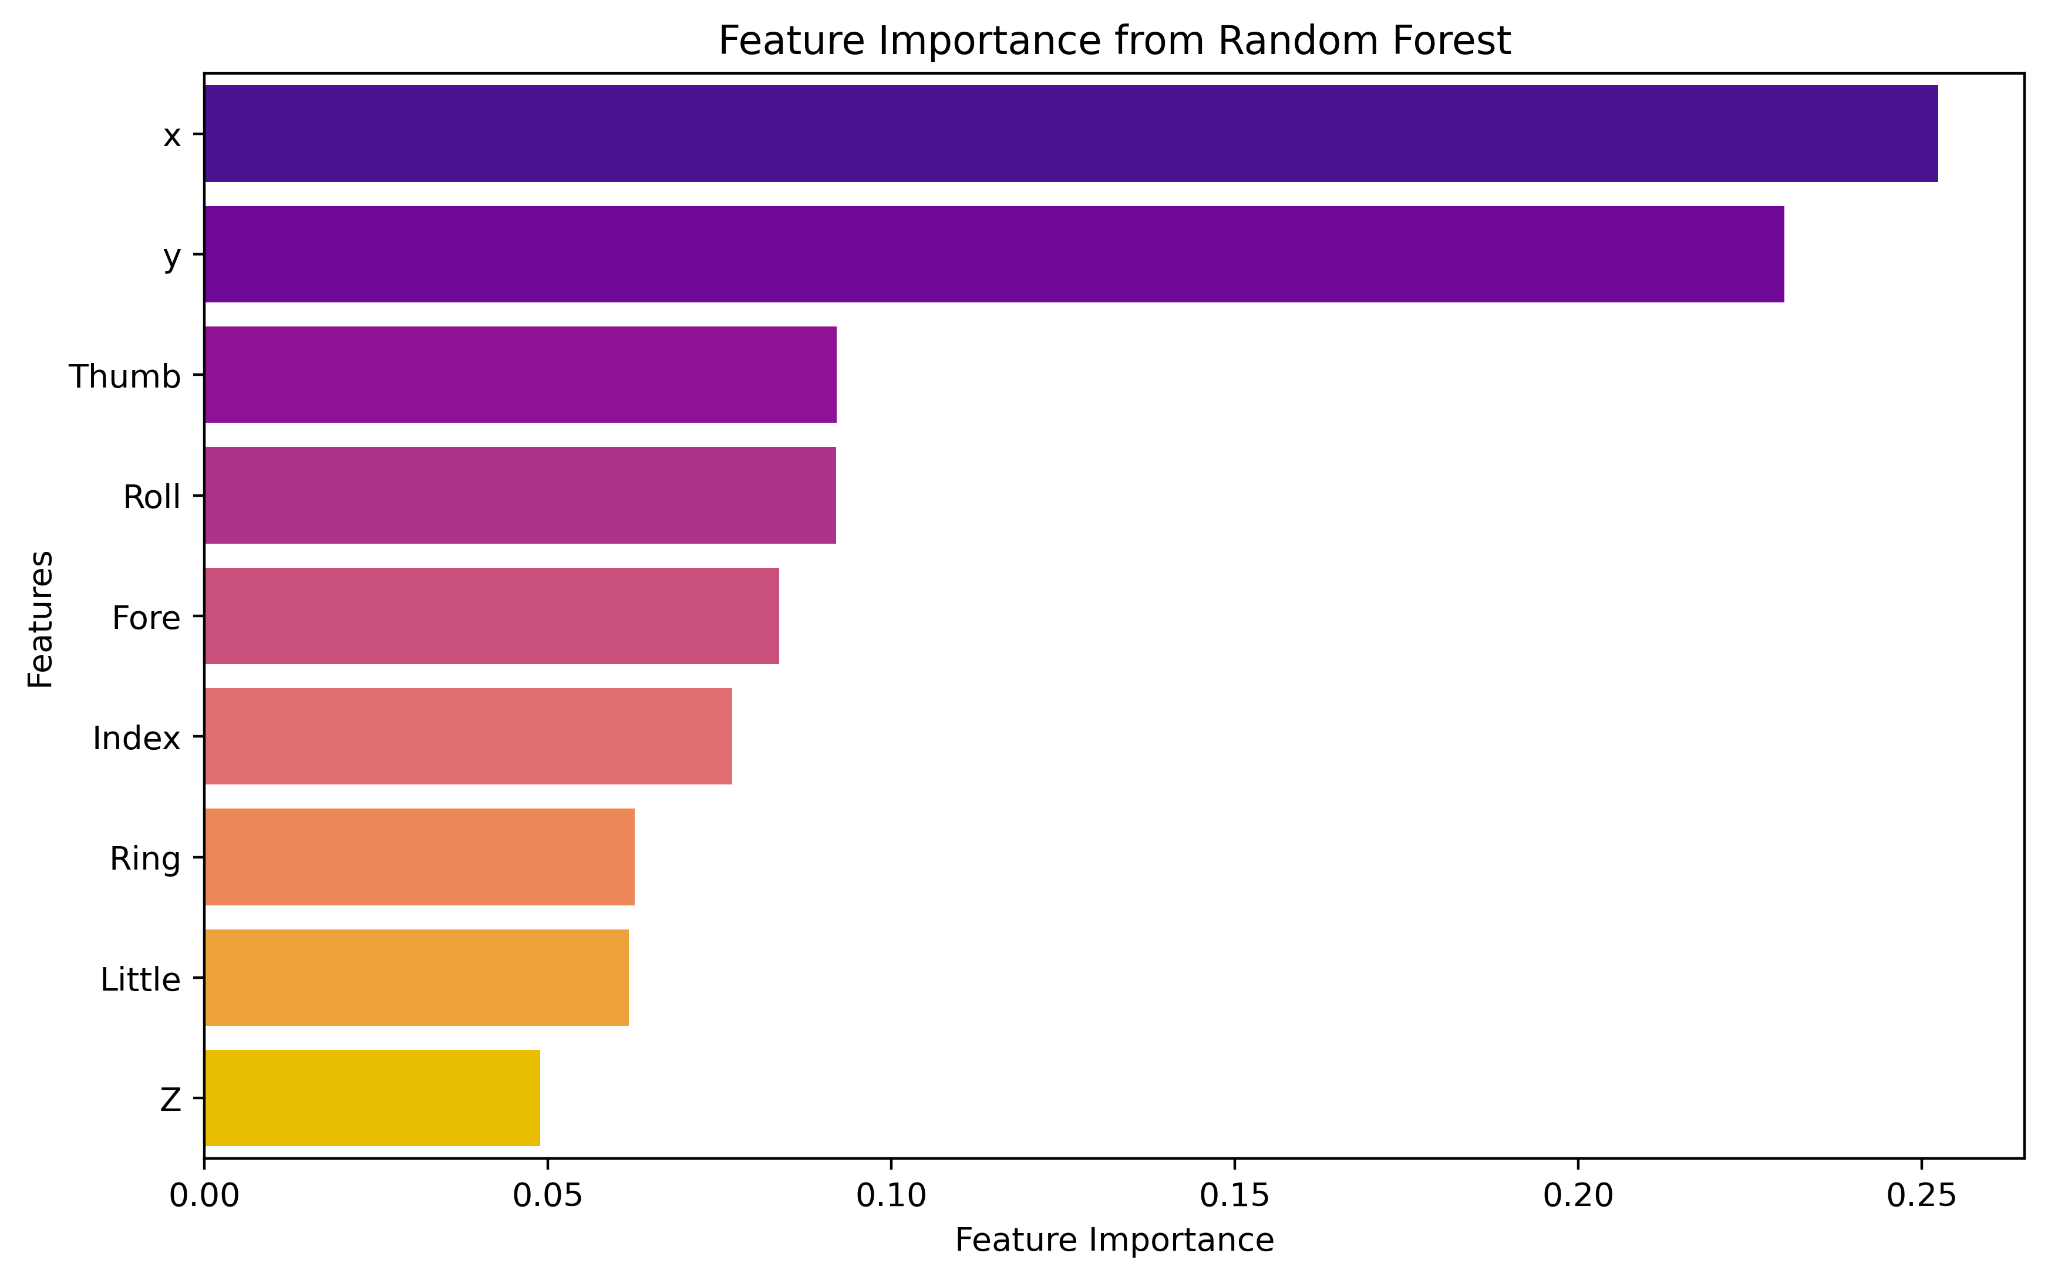 Feature Importance from Random Forest
x
y
Thumb
Roll
Fore
Index
Ring
Little
Z
Features
0.00 0.05 0.10 0.15 0.20 0.25
Feature Importance